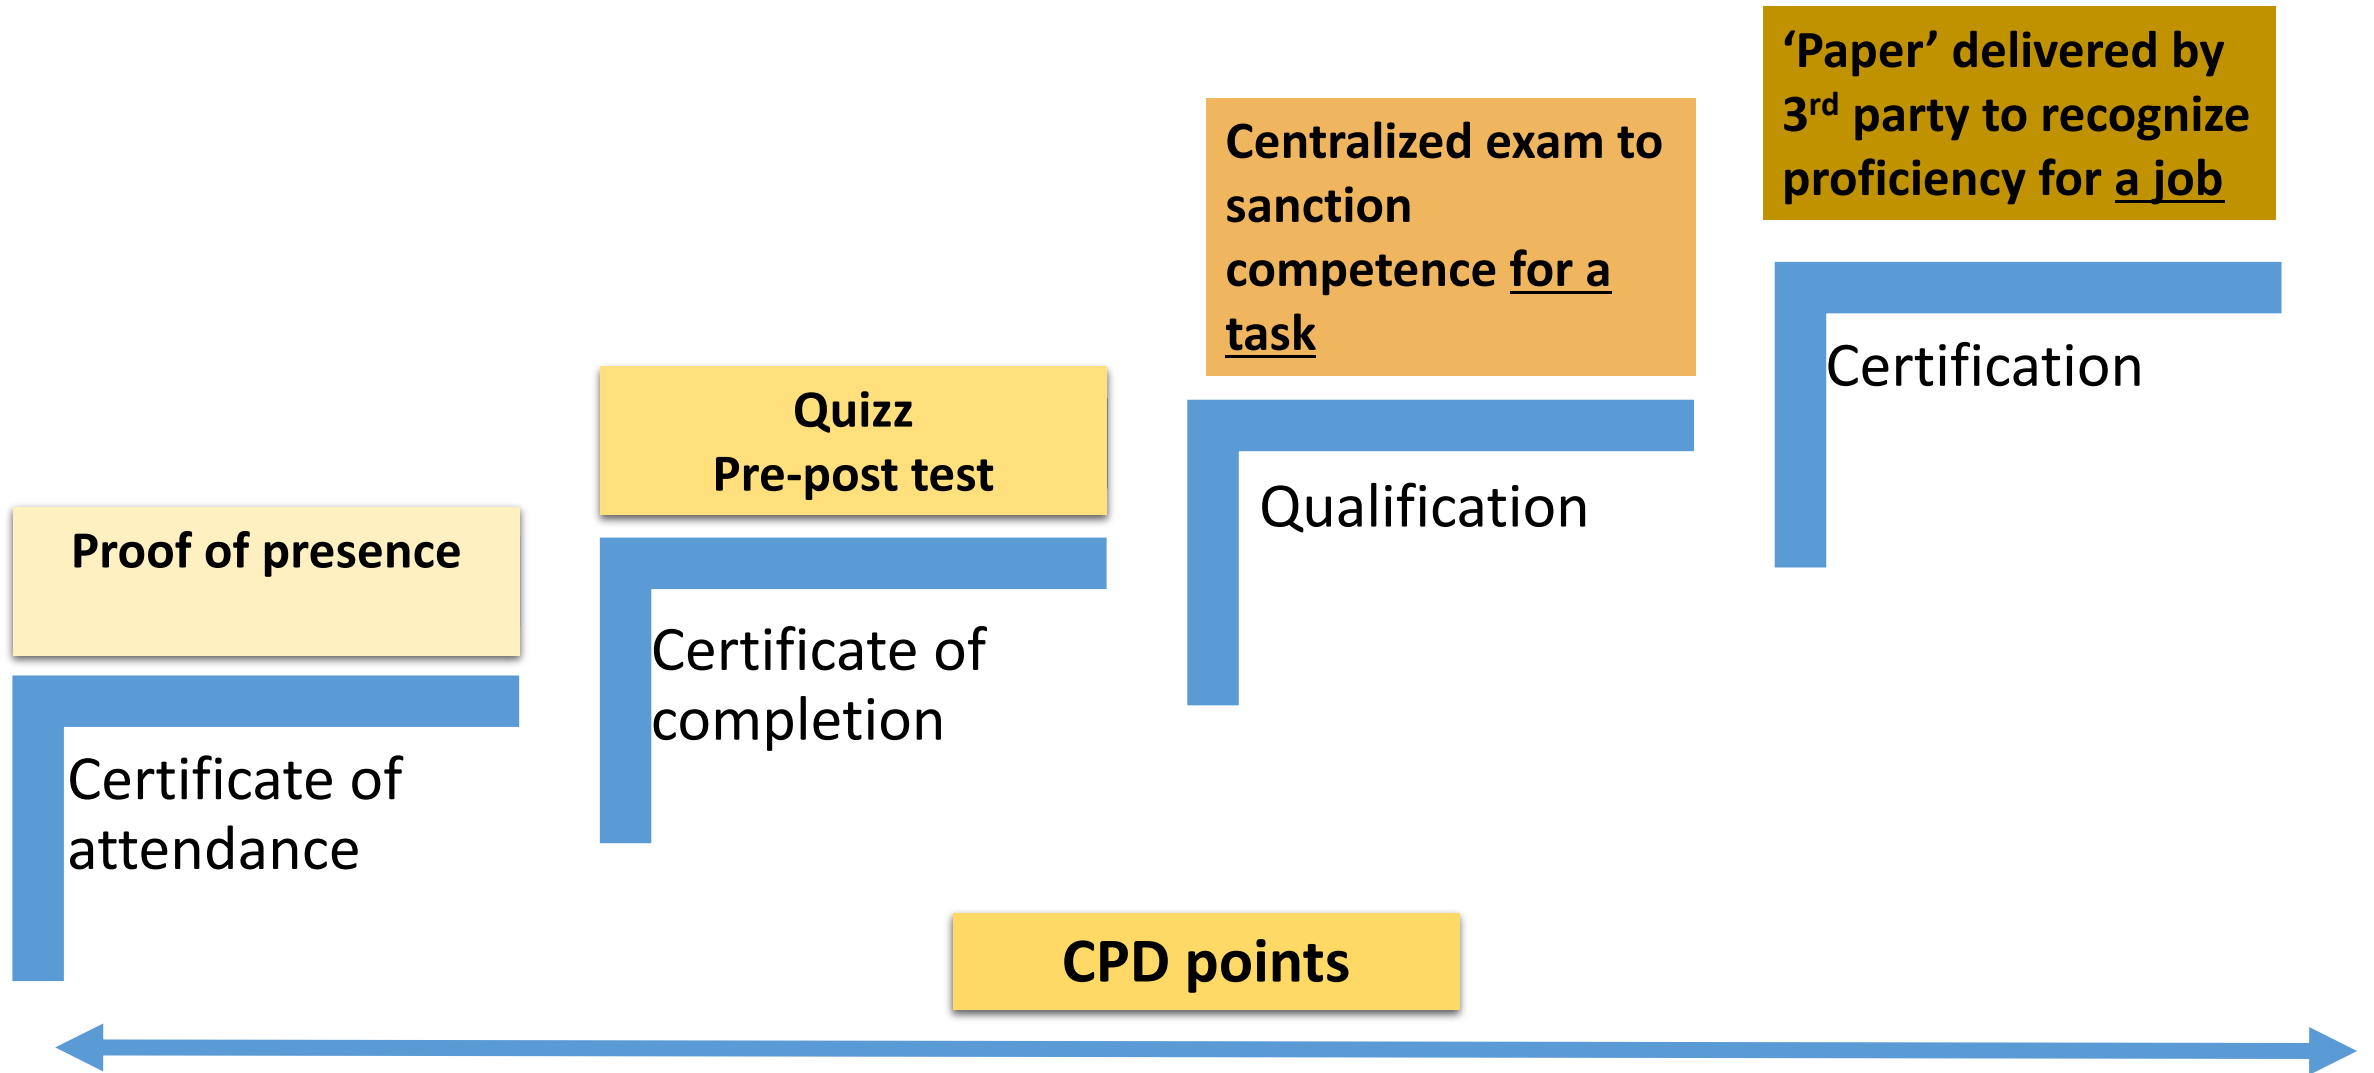 Proof of presence
Certificate of
attendance
Quizz
Pre-post test
Certificate of
completion
Centralized exam to
sanction
competence for a
task
Qualification
‘Paper’ delivered by
3rd party to recognize
proficiency for a job
Certification
CPD points